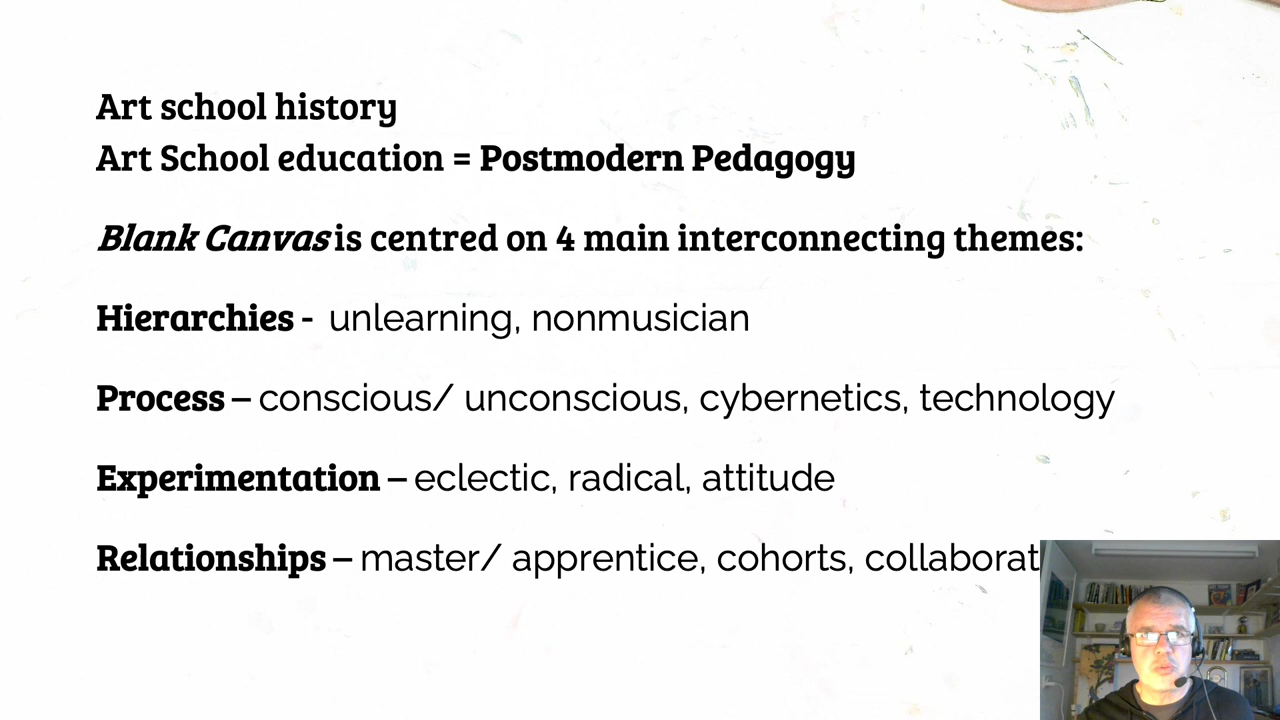 Art school history
Art School education = Postmodern Pedagogy
Blank Canvas is centred on 4 main interconnecting themes:
Hierarchies - unlearning, nonmusician
Process – conscious/ unconscious, cybernetics, technology
Experimentation – eclectic, radical, attitude
Relationships – master/ apprentice, cohorts,